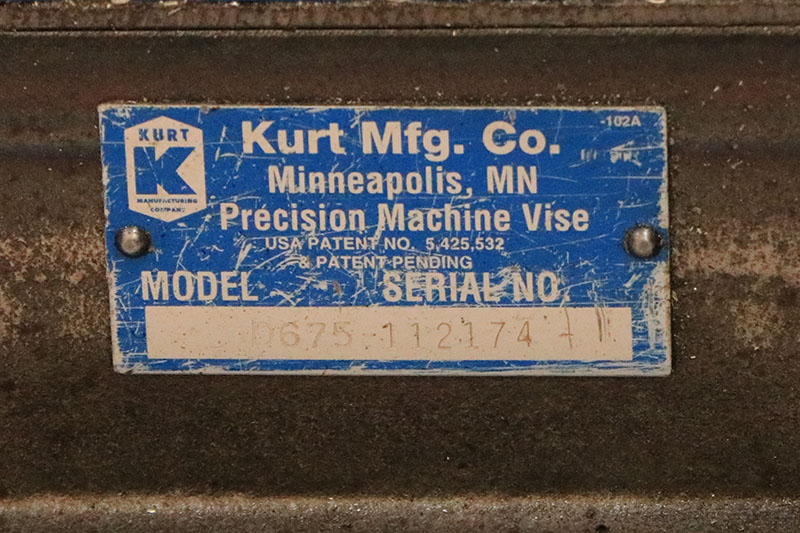 KURT
K
MANUFACTURING
COMPANY
Kurt Mfg. Co.
-102A
Minneapolis, MN
Precision Machine Vise
USA PATENT NO. 5,425,532
& PATENT PENDING
MODEL SERIAL NO.
D675 112174 -